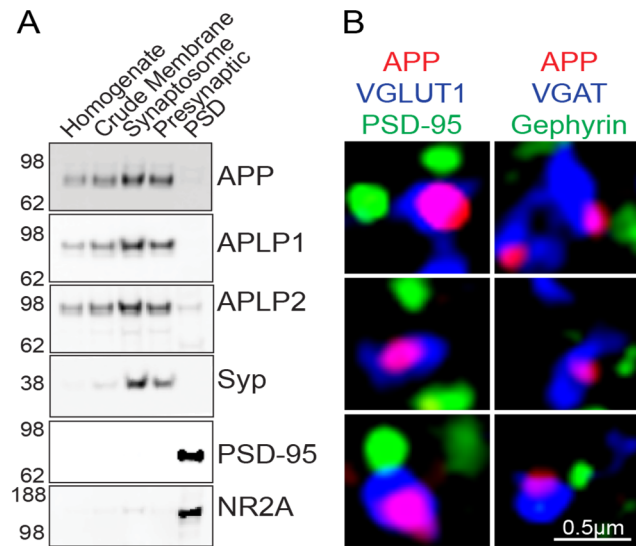 A
Homogenate
Crude Membrane
Synaptosome
Presynaptic
PSD
98
62
APP
98
62
APLP1
98
62
APLP2
38
Syp
98
62
PSD-95
188
98
NR2A
B
APP
VGLUT1
PSD-95
APP
VGAT
Gephyrin
0.5µm